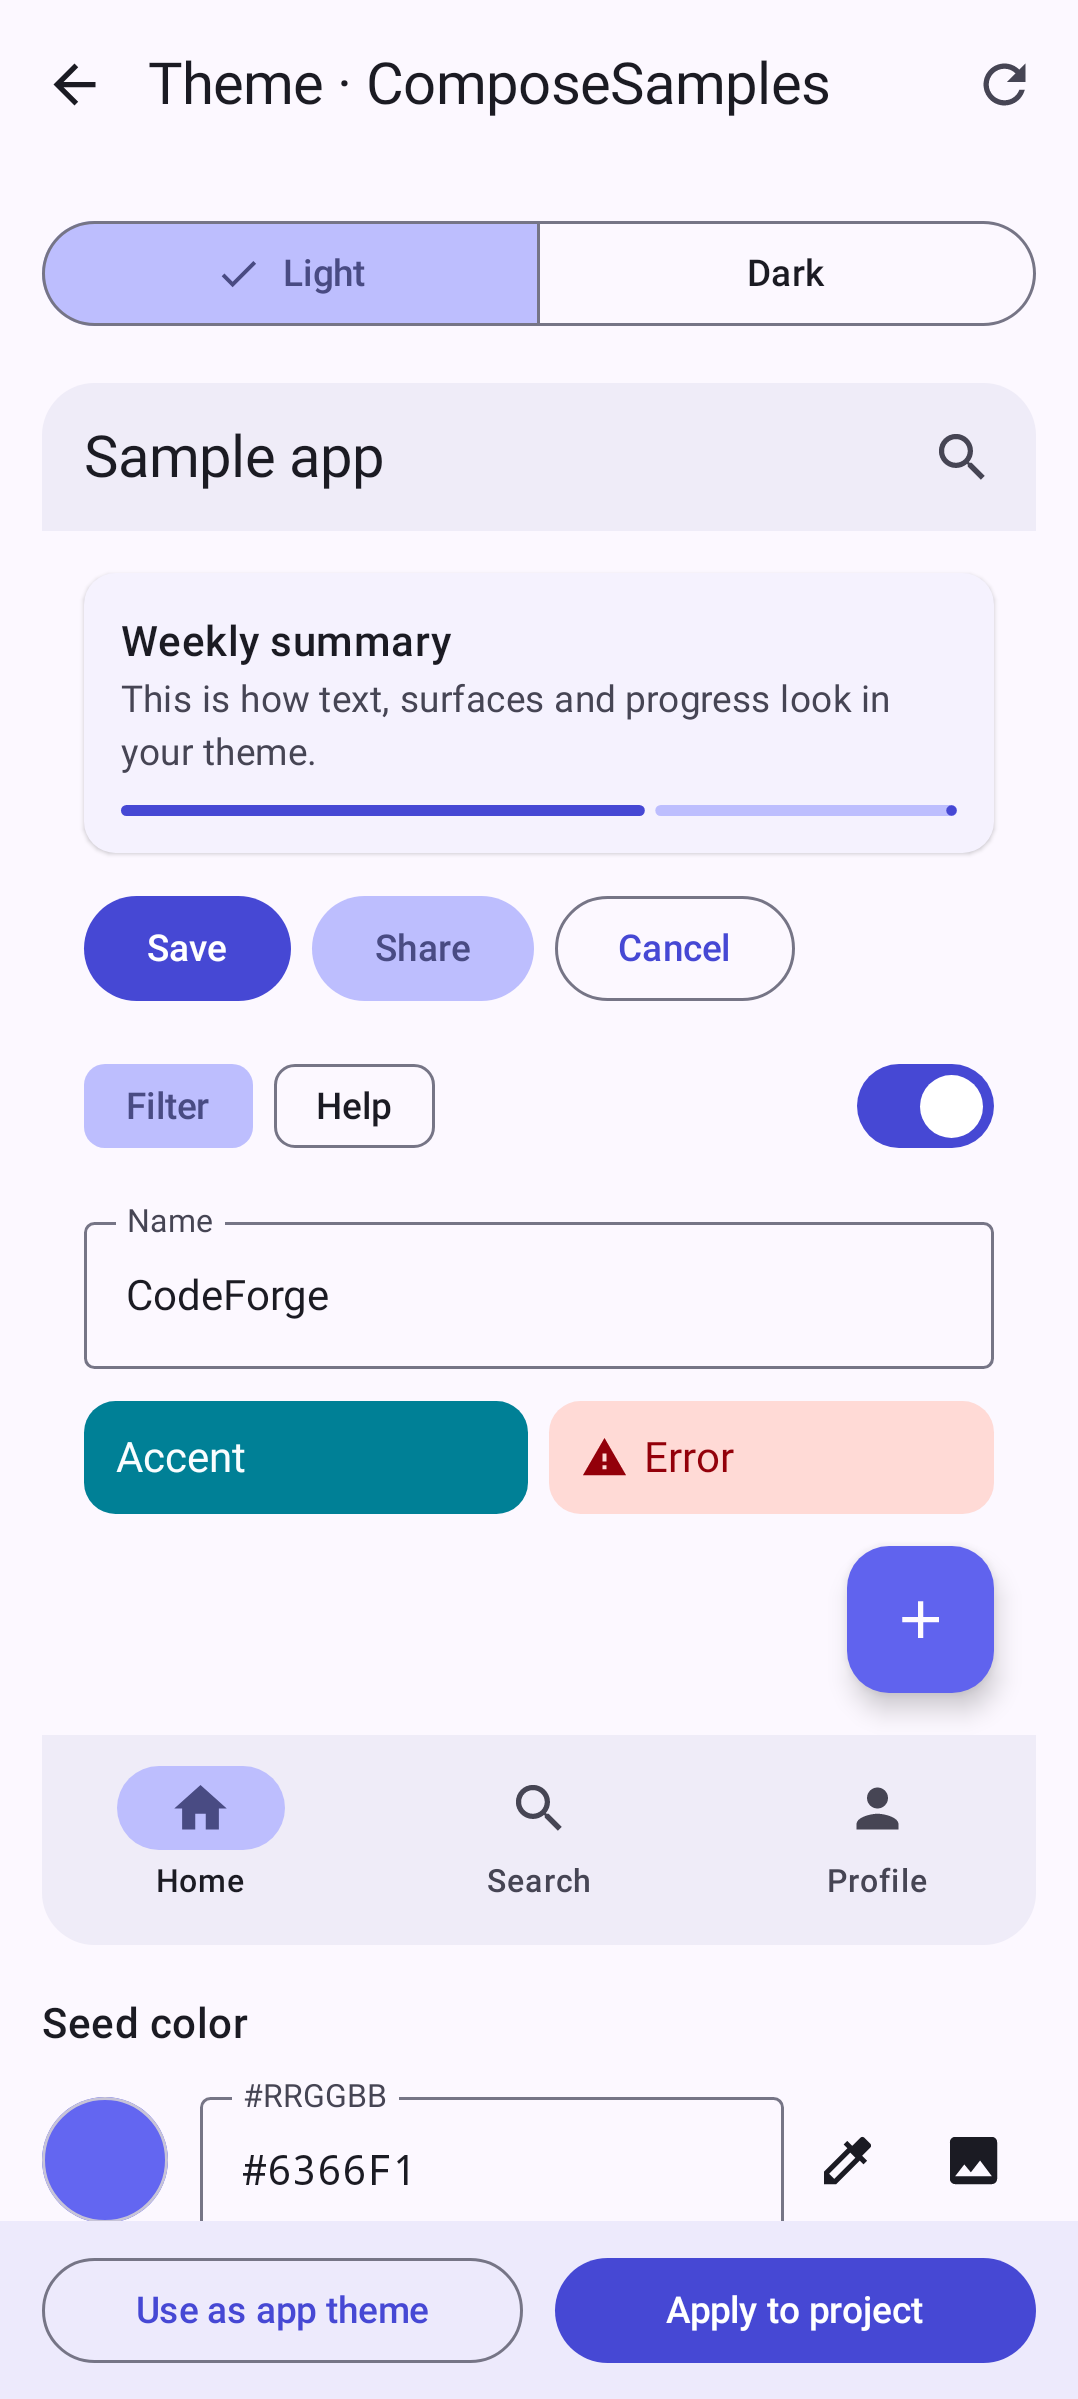 Theme · ComposeSamples
Light
Dark
Sample app
Weekly summary
This is how text, surfaces and progress look in
your theme.
Save
Share
Cancel
Filter
Help
Name
CodeForge
Accent
Error
Home
Search
Profile
Seed color
#RRGGBB
#6366F1
Use as app theme
Apply to project